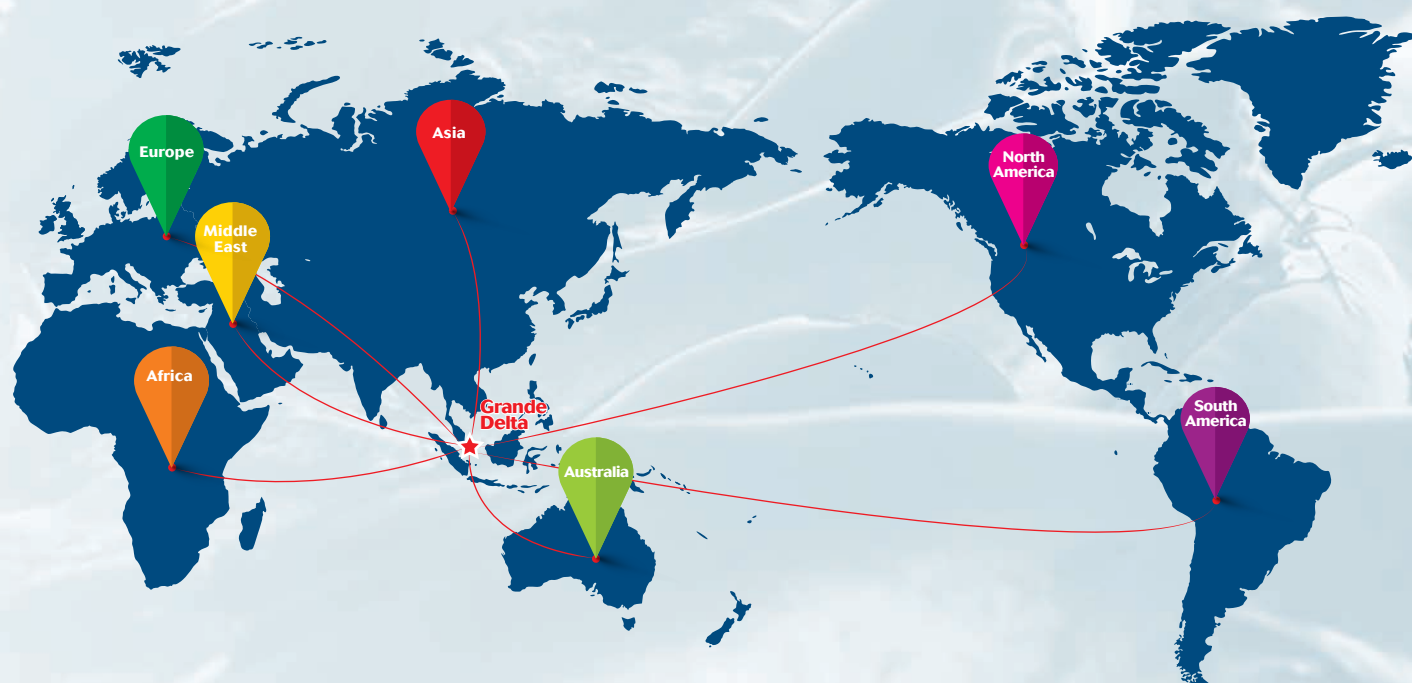 Asia
Europe
North
America
Middle
East
Africa
Grande
Delta
South
America
Australia